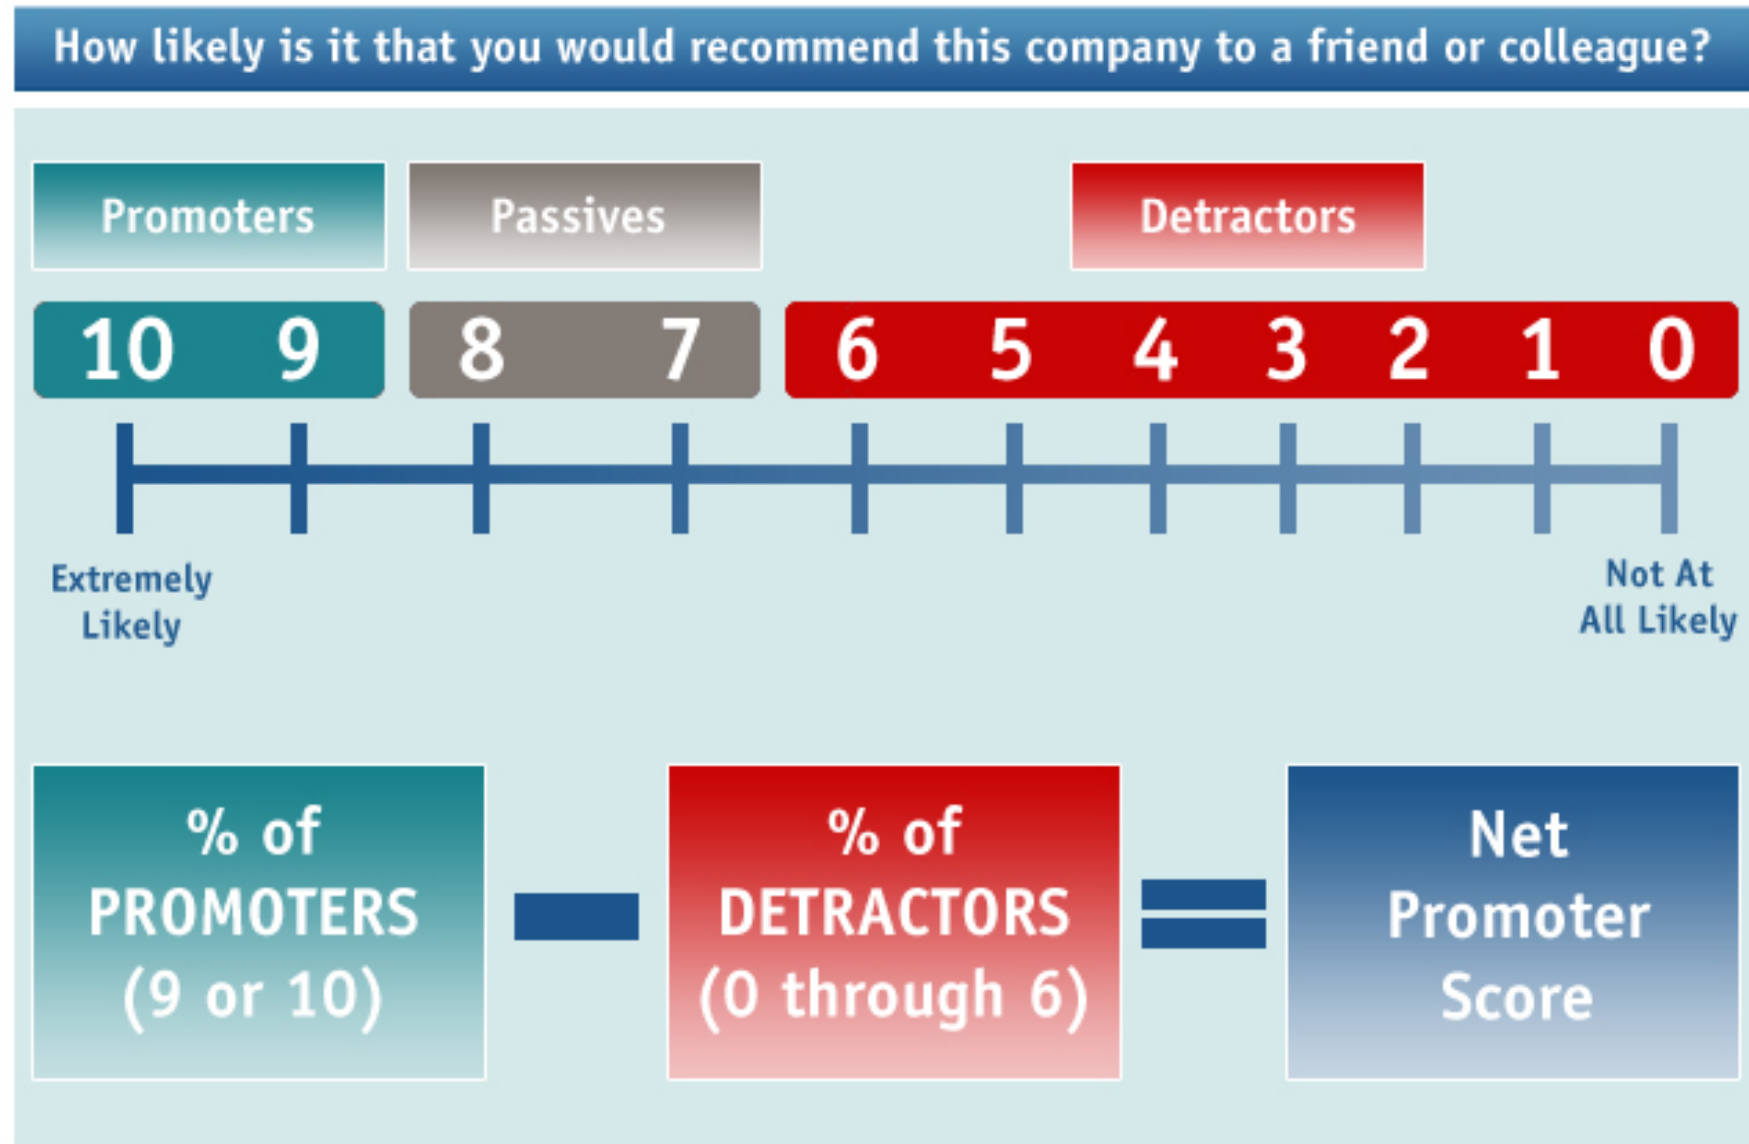 How likely is it that you would recommend this company to a friend or colleague?
Promoters Passives Detractors
10 9 8 7 6 5 4 3 2 1 0
Extremely
Likely
Not At
All Likely
% of
PROMOTERS
(9 or 10)
% of
DETRACTORS
(0 through 6)
Net
Promoter
Score